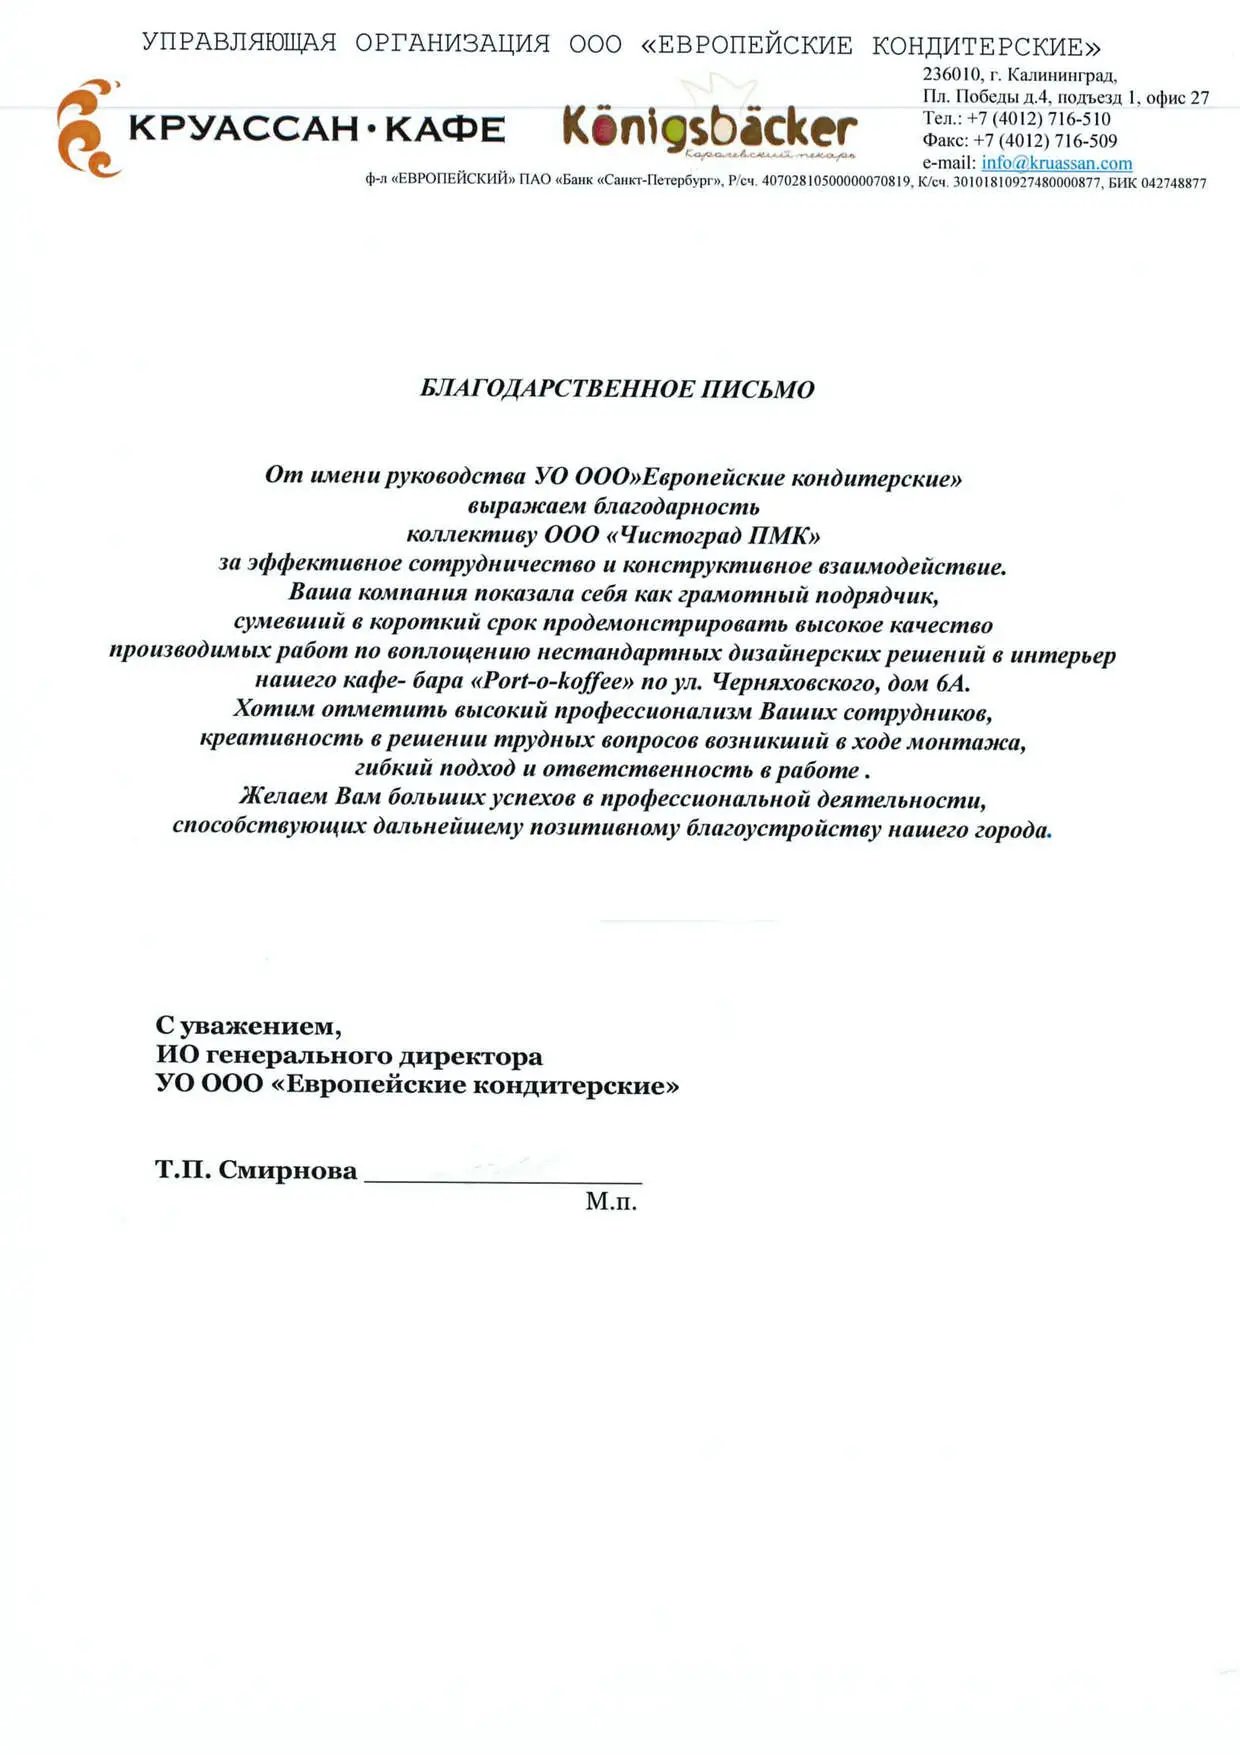 УПРАВЛЯЮЩАЯ ОРГАНИЗАЦИЯ ООО «ЕВРОПЕЙСКИЕ КОНДИТЕРСКИЕ»
КРУАССАН·КАФЕ
Königsbäcker
Королевский пекарь
236010, г. Калининград,
Пл. Победы д.4, подъезд 1, офис 27
Тел.: +7 (4012) 716-510
Факс: +7 (4012) 716-509
e-mail: info@kruassan.com
ф-л «ЕВРОПЕЙСКИЙ» ПАО «Банк «Санкт-Петербург», Р/сч. 40702810500000070819, К/сч. 30101810927480000877, БИК 042748877
БЛАГОДАРСТВЕННОЕ ПИСЬМО
От имени руководства УО ООО»Европейские кондитерские»
выражаем благодарность
коллективу ООО «Чистоград ПМК»
за эффективное сотрудничество и конструктивное взаимодействие.
Ваша компания показала себя как грамотный подрядчик,
сумевший в короткий срок продемонстрировать высокое качество
производимых работ по воплощению нестандартных дизайнерских решений в интерьер
нашего кафе- бара «Port-o-koffee» по ул. Черняховского, дом 6А.
Хотим отметить высокий профессионализм Ваших сотрудников,
креативность в решении трудных вопросов возникший в ходе монтажа,
гибкий подход и ответственность в работе .
Желаем Вам больших успехов в профессиональной деятельности,
способствующих дальнейшему позитивному благоустройству нашего города.
С уважением,
ИО генерального директора
УО ООО «Европейские кондитерские»
Т.П. Смирнова ____________________
М.п.